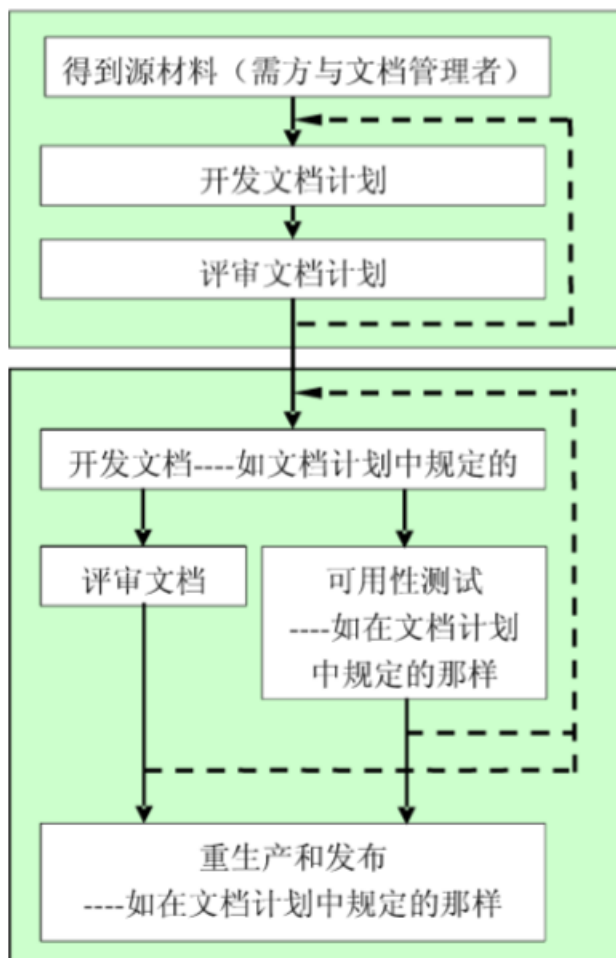 得到源材料（需方与文档管理者）
开发文档计划
评审文档计划
开发文档----如文档计划中规定的
评审文档
可用性测试
----如在文档计划
中规定的那样
重生产和发布
----如在文档计划中规定的那样